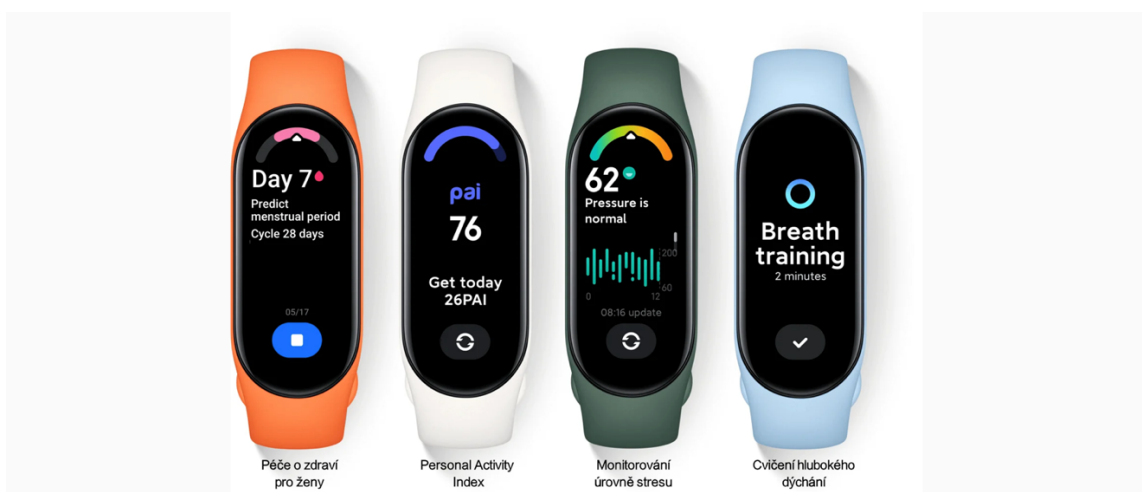 Day 7
Predict
menstrual period
Cycle 28 days
05/17
pai
76
Get today
26PAI
62
Pressure is
normal
200
60
0 12
08:16 update
Breath
training
2 minutes
Péče o zdraví
pro ženy
Personal Activity
Index
Monitorování
úrovně stresu
Cvičení hlubokého
dýchání